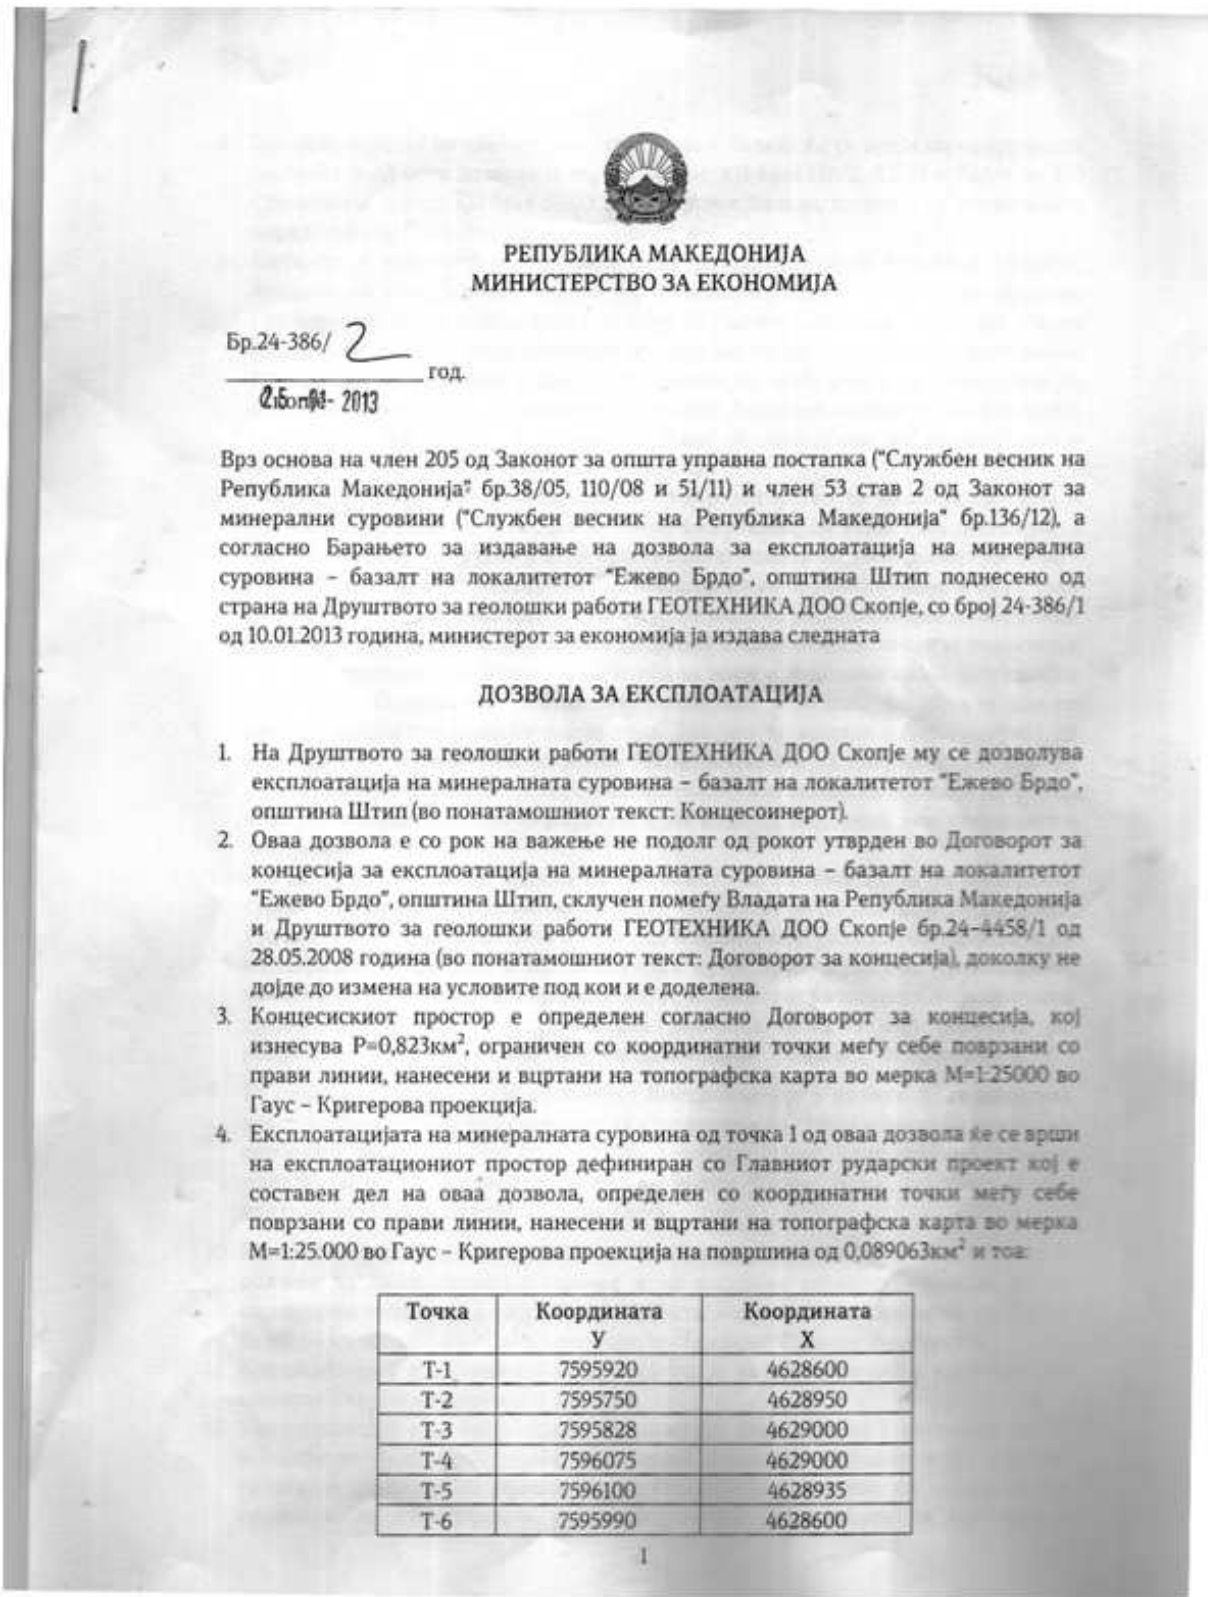 РЕПУБЛИКА МАКЕДОНИЈА
МИНИСТЕРСТВО ЗА ЕКОНОМИЈА
Бр.24-386/ 2
год.
2013
Врз основа на член 205 од Законот за општа управна постапка ("Службен весник на
Република Македонија" бр.38/05, 110/08 и 51/11) и член 53 став 2 од Законот за
минерални суровини ("Службен весник на Република Македонија" бр.136/12), а
согласно Барањето за издавање на дозвола за експлоатација на минерална
суровина – базалт на локалитетот "Ежево Брдо", општина Штип поднесено од
страна на Друштвото за геолошки работи ГЕОТЕХНИКА ДОО Скопје, со број 24-386/1
од 10.01.2013 година, министерот за економија ја издава следната
ДОЗВОЛА ЗА ЕКСПЛОАТАЦИЈА
1. На Друштвото за геолошки работи ГЕОТЕХНИКА ДОО Скопје му се дозволува
експлоатација на минералната суровина – базалт на локалитетот "Ежево Брдо",
општина Штип (во понатамошниот текст: Концесоинерот).
2. Оваа дозвола е со рок на важење не подолг од рокот утврден во Договорот за
концесија за експлоатација на минералната суровина – базалт на локалитетот
"Ежево Брдо", општина Штип, склучен помеѓу Владата на Република Македонија
и Друштвото за геолошки работи ГЕОТЕХНИКА ДОО Скопје бр.24-4458/1 од
28.05.2008 година (во понатамошниот текст: Договорот за концесија), доколку не
дојде до измена на условите под кои и е доделена.
3. Концесискиот простор е определен согласно Договорот за концесија, кој
изнесува Р=0,823км², ограничен со координатни точки меѓу себе поврзани со
прави линии, нанесени и вцртани на топографска карта во мерка М=1:25000 во
Гаус – Кригерова проекција.
4. Експлоатацијата на минералната суровина од точка 1 од оваа дозвола ќе се врши
на експлоатациониот простор дефиниран со Главниот рударски проект кој е
составен дел на оваа дозвола, определен со координатни точки меѓу себе
поврзани со прави линии, нанесени и вцртани на топографска карта во мерка
М=1:25.000 во Гаус – Кригерова проекција на површина од 0,089063км² и тоа:
Точка Координата У Координата Х
Т-1 7595920 4628600
Т-2 7595750 4628950
Т-3 7595828 4629000
Т-4 7596075 4629000
Т-5 7596100 4628935
Т-6 7595990 4628600
1